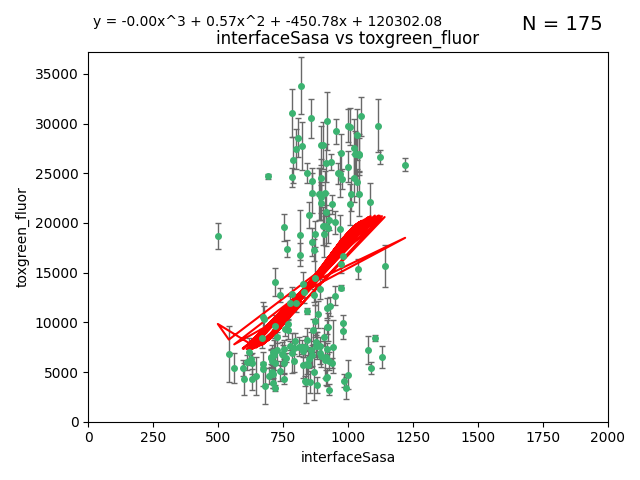 y = -0.00x^3 + 0.57x^2 + -450.78x + 120302.08
N = 175
interfaceSasa vs toxgreen_fluor
35000
30000
25000
20000
15000
10000
5000
0
toxgreen_fluor
0 250 500 750 1000 1250 1500 1750 2000
interfaceSasa